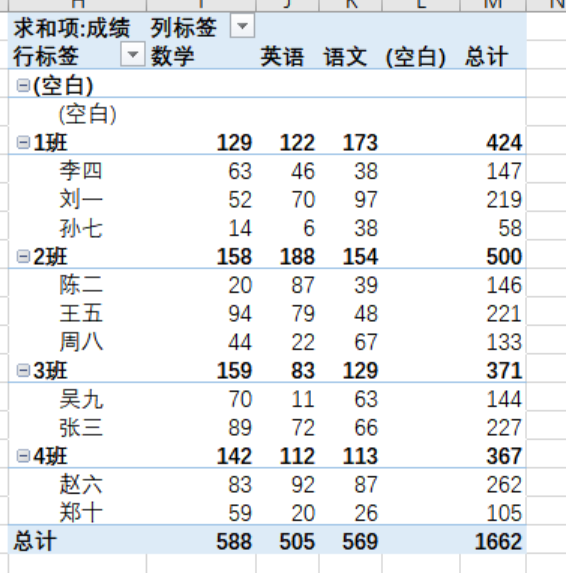 H I J K L M N
求和项:成绩 列标签
行标签 数学 英语 语文 (空白) 总计
(空白)
(空白)
1班 129 122 173 424
李四 63 46 38 147
刘一 52 70 97 219
孙七 14 6 38 58
2班 158 188 154 500
陈二 20 87 39 146
王五 94 79 48 221
周八 44 22 67 133
3班 159 83 129 371
吴九 70 11 63 144
张三 89 72 66 227
4班 142 112 113 367
赵六 83 92 87 262
郑十 59 20 26 105
总计 588 505 569 1662